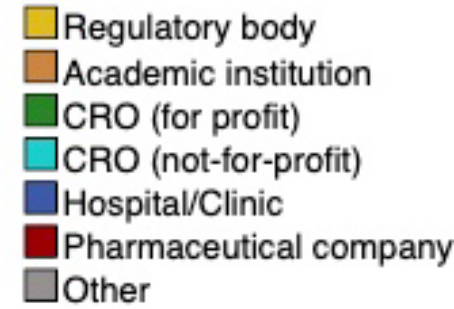 Regulatory body
Academic institution
CRO (for profit)
CRO (not-for-profit)
Hospital/Clinic
Pharmaceutical company
Other